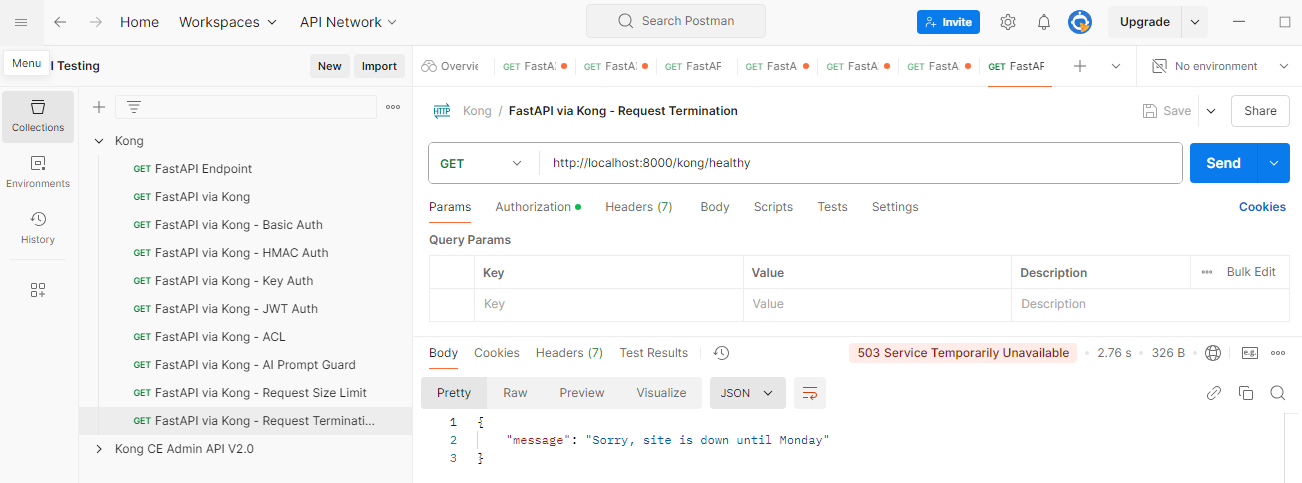 Home Workspaces API Network Search Postman Invite Upgrade
Menu
l Testing New Import
Overvie GET FastA GET FastA GET FastAF GET FastA GET FastA GET FastA GET FastAF No environment
Collections
Environments
History
Kong
GET FastAPI Endpoint
GET FastAPI via Kong
GET FastAPI via Kong - Basic Auth
GET FastAPI via Kong - HMAC Auth
GET FastAPI via Kong - Key Auth
GET FastAPI via Kong - JWT Auth
GET FastAPI via Kong - ACL
GET FastAPI via Kong - AI Prompt Guard
GET FastAPI via Kong - Request Size Limit
GET FastAPI via Kong - Request Terminati...
Kong CE Admin API V2.0
HTTP Kong / FastAPI via Kong - Request Termination Save Share
GET http://localhost:8000/kong/healthy Send
Params Authorization Headers (7) Body Scripts Tests Settings Cookies
Query Params
Key Value Description Bulk Edit
Key Value Description
Body Cookies Headers (7) Test Results 503 Service Temporarily Unavailable 2.76 s 326 B e.g.
Pretty Raw Preview Visualize JSON
1 {
2 "message": "Sorry, site is down until Monday"
3 }